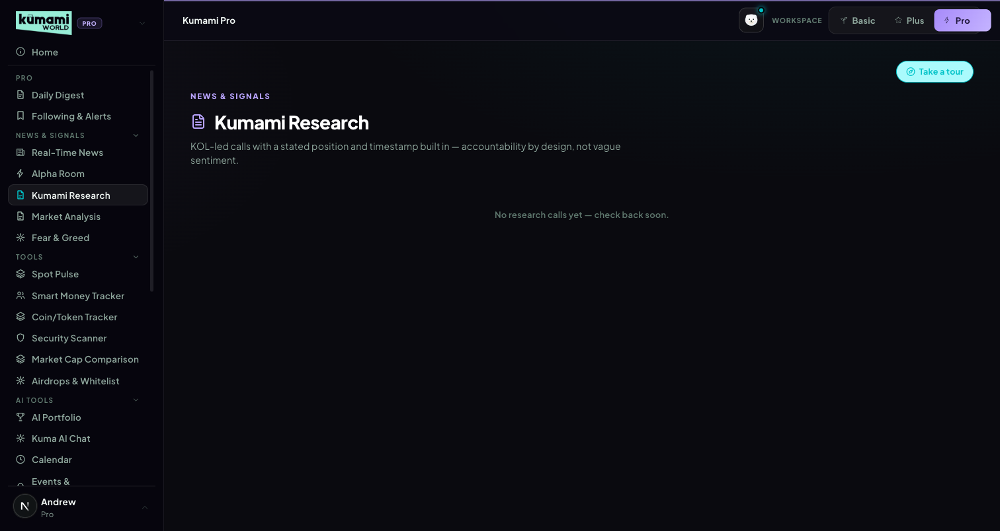 kumami
WORLD
PRO
Home
PRO
Daily Digest
Following & Alerts
NEWS & SIGNALS
Real-Time News
Alpha Room
Kumami Research
Market Analysis
Fear & Greed
TOOLS
Spot Pulse
Smart Money Tracker
Coin/Token Tracker
Security Scanner
Market Cap Comparison
Airdrops & Whitelist
AI TOOLS
AI Portfolio
Kuma AI Chat
Calendar
Events &
N
Andrew
Pro
Kumami Pro
WORKSPACE
Basic
Plus
Pro
Take a tour
NEWS & SIGNALS
Kumami Research
KOL-led calls with a stated position and timestamp built in — accountability by design, not vague
sentiment.
No research calls yet — check back soon.